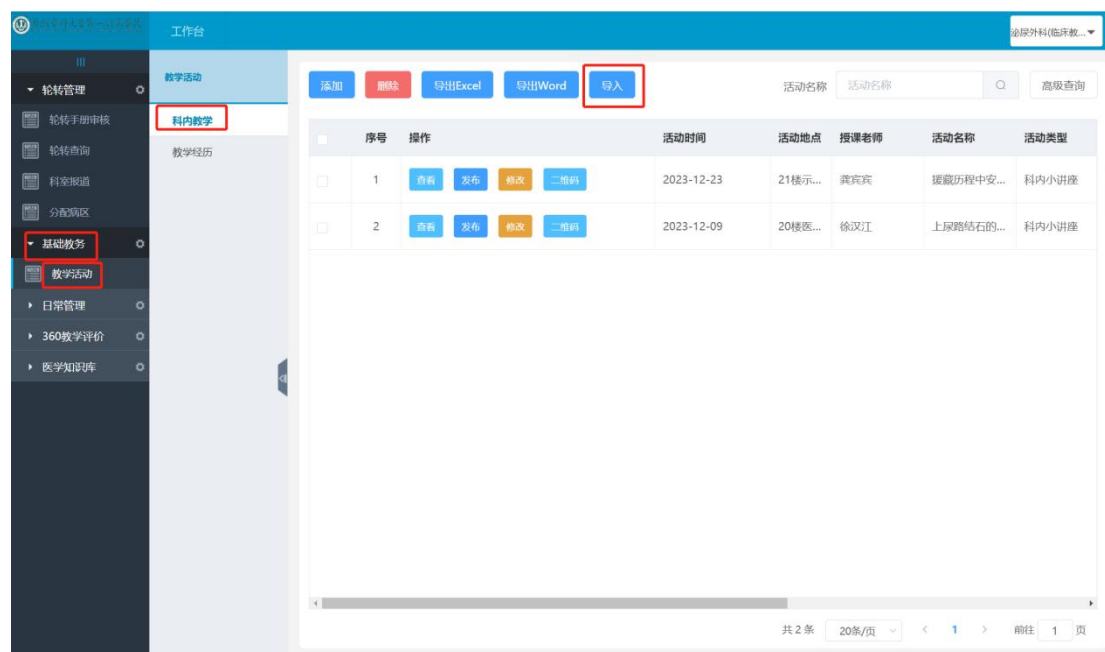 工作台
泌尿外科(临床教...
轮转管理
轮转手册审核
轮转查询
科室报道
分配病区
基础教务
教学活动
日常管理
360教学评价
医学知识库
教学活动
科内教学
教学经历
添加 删除 导出Excel 导出Word 导入 活动名称 活动名称 高级查询
序号 操作 活动时间 活动地点 授课老师 活动名称 活动类型
1 查看 发布 修改 二维码 2023-12-23 21楼示... 龚宾宾 援藏历程中安... 科内小讲座
2 查看 发布 修改 二维码 2023-12-09 20楼医... 徐汉江 上尿路结石的... 科内小讲座
共 2 条 20条/页 1 前往 1 页